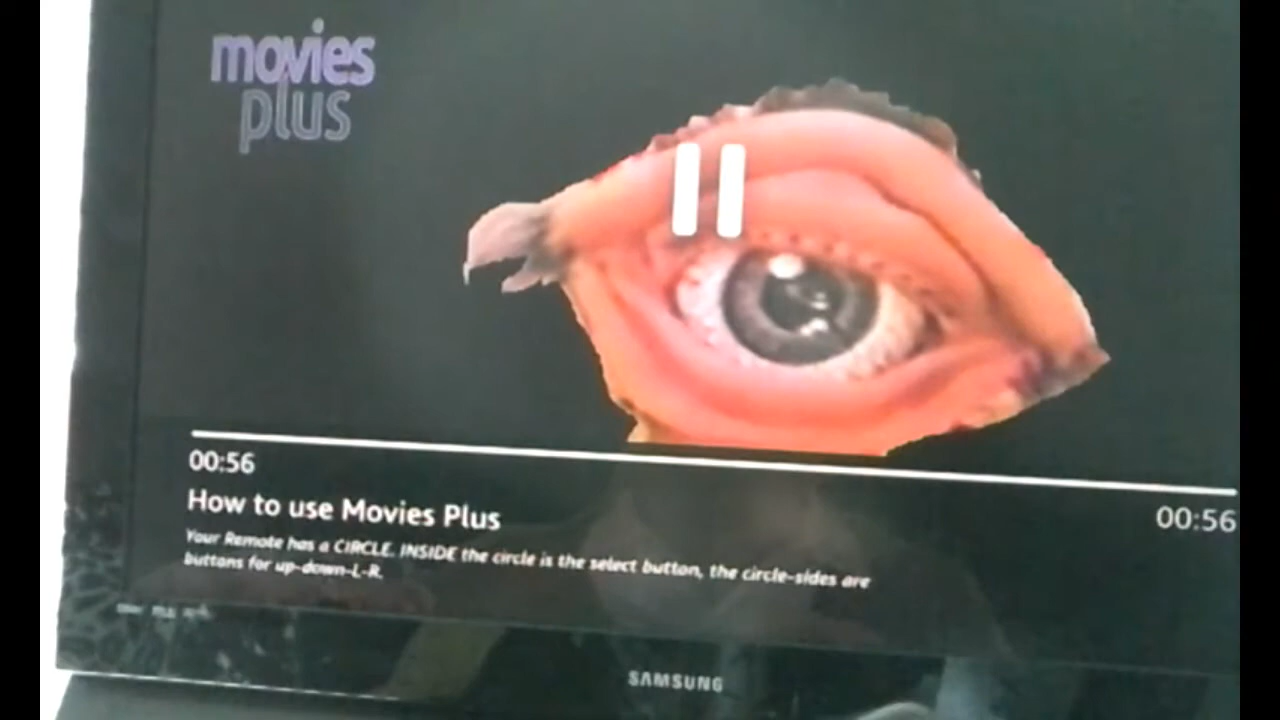 movies
plus
00:56
00:56
How to use Movies Plus
Your Remote has a CIRCLE. INSIDE the circle is the select button, the circle-sides are
buttons for up-down-L-R.
SAMSUNG